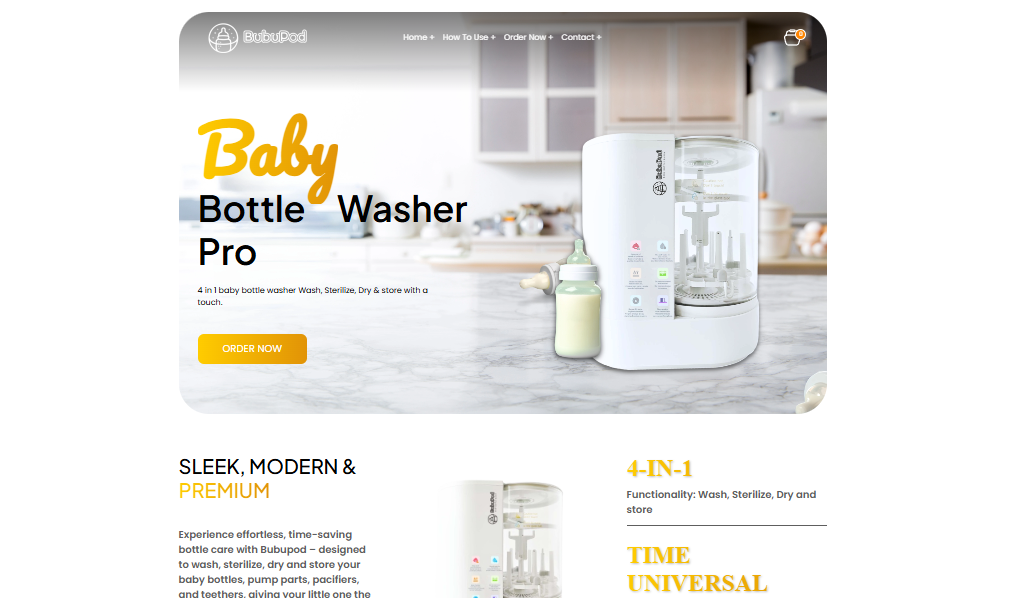 BubuPod
Home + How To Use + Order Now + Contact +
0
Baby
Bottle Washer
Pro
4 in 1 baby bottle washer Wash, Sterilize, Dry & store with a
touch.
ORDER NOW
BubuPod
SLEEK, MODERN &
PREMIUM
Experience effortless, time-saving
bottle care with Bubupod – designed
to wash, sterilize, dry and store your
baby bottles, pump parts, pacifiers,
and teethers, giving your little one the
BubuPod
4-IN-1
Functionality: Wash, Sterilize, Dry and
store
TIME
UNIVERSAL